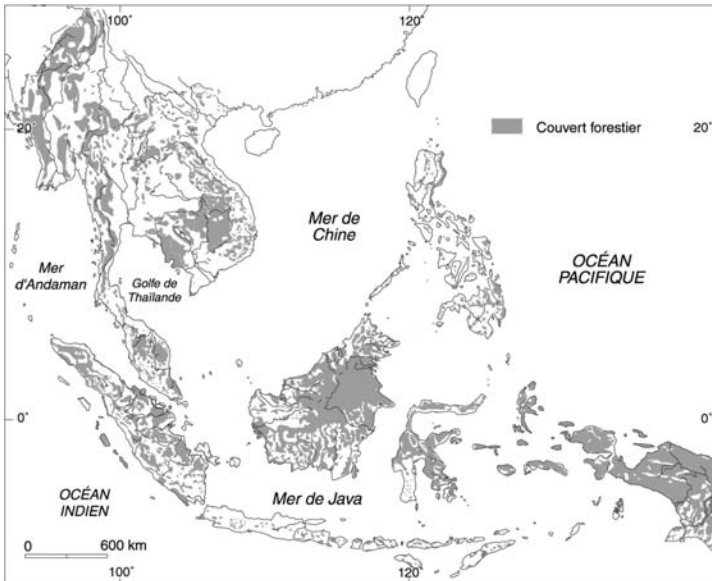 100°
120°
20°
Couvert forestier
20°
Mer de
Chine
Mer
d'Andaman
Golfe de
Thaïlande
OCÉAN
PACIFIQUE
0°
0°
OCÉAN
INDIEN
Mer de Java
0
600 km
100°
120°